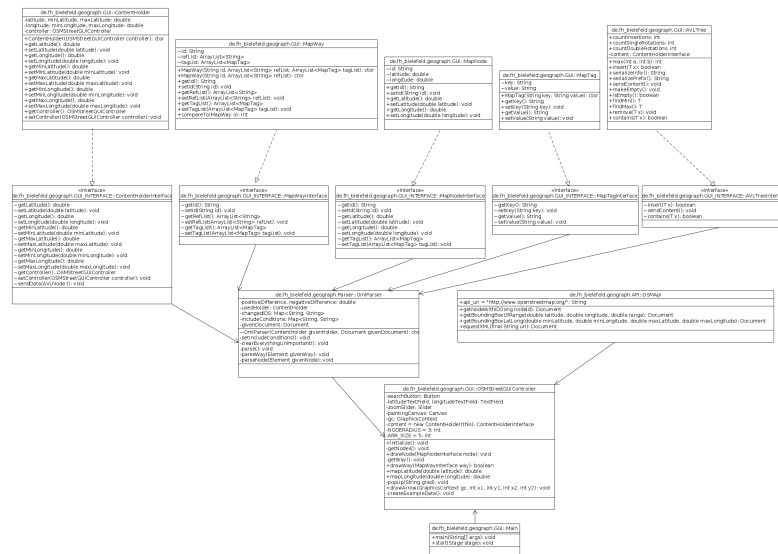 de.fh_bielefeld.geograph.GUI::ContentHolder
-latitude, minLatitude, maxLatitude: double
-longitude, minLongitude, maxLongitude: double
-controller: OSMStreetGUIController
+ContentHolder(OSMStreetGUIController controller): ctor
+getLatitude(): double
+setLatitude(double latitude): void
+getLongitude(): double
+setLongitude(double longitude): void
+getMinLatitude(): double
+setMinLatitude(double minLatitude): void
+getMaxLatitude(): double
+setMaxLatitude(double maxLatitude): void
+getMinLongitude(): double
+setMinLongitude(double minLongitude): void
+getMaxLongitude(): double
+setMaxLongitude(double maxLongitude): void
+getController(): OSMStreetGUIController
+setController(OSMStreetGUIController controller): void
de.fh_bielefeld.geograph.GUI::MapWay
-id: String
-refList: ArrayList<String>
-tagList: ArrayList<MapTag>
+MapWay(String id, ArrayList<String> refList, ArrayList<MapTag> tagList): ctor
+MapWay(String id, ArrayList<String> refList): ctor
+getId(): String
+setId(String id): void
+getRefList(): ArrayList<String>
+setRefList(ArrayList<String> refList): void
+getTagList(): ArrayList<MapTag>
+setTagList(ArrayList<MapTag> tagList): void
+compareTo(MapWay o): int
de.fh_bielefeld.geograph.GUI::MapNode
-id: String
-latitude: double
-longitude: double
+getId(): String
+setId(String id): void
+getLatitude(): double
+setLatitude(double latitude): void
+getLongitude(): double
+setLongitude(double longitude): void
de.fh_bielefeld.geograph.GUI::MapTag
-key: String
-value: String
+MapTag(String key, String value): ctor
+getKey(): String
+setKey(String key): void
+getValue(): String
+setValue(String value): void
de.fh_bielefeld.geograph.GUI::AVLTree
+countInsertions: int
+countSingleRotations: int
+countDoubleRotations: int
-content: ContentHolderInterface
+max(int a, int b): int
+insert(T x): boolean
+serializeInfix(): String
+serializePrefix(): String
+sendContent(): void
+makeEmpty(): void
+isEmpty(): boolean
+findMin(): T
+findMax(): T
+remove(T x): void
+contains(T x): boolean
«interface»
de.fh_bielefeld.geograph.GUI_INTERFACE::ContentHolderInterface
~getLatitude(): double
~setLatitude(double latitude): void
~getLongitude(): double
~setLongitude(double longitude): void
~getMinLatitude(): double
~setMinLatitude(double minLatitude): void
~getMaxLatitude(): double
~setMaxLatitude(double maxLatitude): void
~getMinLongitude(): double
~setMinLongitude(double minLongitude): void
~getMaxLongitude(): double
~setMaxLongitude(double maxLongitude): void
~getController(): OSMStreetGUIController
~setController(OSMStreetGUIController controller): void
~sendData(AVLNode t): void
«interface»
de.fh_bielefeld.geograph.GUI_INTERFACE::MapWayInterface
~getId(): String
~setId(String id): void
~getRefList(): ArrayList<String>
~setRefList(ArrayList<String> refList): void
~getTagList(): ArrayList<MapTag>
~setTagList(ArrayList<MapTag> tagList): void
«interface»
de.fh_bielefeld.geograph.GUI_INTERFACE::MapNodeInterface
~getId(): String
~setId(String id): void
~getLatitude(): double
~setLatitude(double latitude): void
~getLongitude(): double
~setLongitude(double longitude): void
~getTagList(): ArrayList<MapTag>
~setTagList(ArrayList<MapTag> tagList): void
«interface»
de.fh_bielefeld.geograph.GUI_INTERFACE::MapTagInterface
~getKey(): String
~setKey(String key): void
~getValue(): String
~setValue(String value): void
«interface»
de.fh_bielefeld.geograph.GUI_INTERFACE::AVLTreeInter
~insert(T x): boolean
~sendContent(): void
~contains(T x): boolean
de.fh_bielefeld.geograph.Parser::OmlParser
-positiveDifference, negativeDifference: double
-usedHolder: ContentHolder
-changedIDs: Map<String, String>
-includeConditions: Map<String, String>
-givenDocument: Document
~OmlParser(ContentHolder givenHolder, Document givenDocument): cto
-setIncludeConditions(): void
-clearEverythingUnimportant(): void
-parse(): void
-parseWay(Element givenWay): void
-parseNode(Element givenNode): void
de.fh_bielefeld.geograph.API::OSMApi
+api_url = "http://www.openstreetmap.org/": String
+getNodeWithID(long nodeId): Document
+getBoundingBoxOfRange(double latitude, double longitude, double range): Document
+getBoundingBoxLatLong(double minLatitude, double minLongitude, double maxLatitude, double maxLongitude): Document
-requestXML(final String url): Document
de.fh_bielefeld.geograph.GUI::OSMStreetGUIController
-searchButton: Button
-latitudeTextField, longitudeTextField: TextField
-zoomSlider: Slider
-paintingCanvas: Canvas
-gc: GraphicsContext
-content = new ContentHolder(this): ContentHolderInterface
-NODERADIUS = 3: int
-ARR_SIZE = 5: int
+initialize(): void
-getNodes(): void
+drawNode(MapNodeInterface node): void
-getWay(): void
+drawWay(MapWayInterface way): boolean
+mapLatitude(double latitude): double
+mapLongitude(double longitude): double
-popUp(String grad): void
+drawArrow(GraphicsContext gc, int x1, int y1, int x2, int y2): void
-createExampleData(): void
de.fh_bielefeld.geograph.GUI::Main
+main(String[] args): void
+start(Stage stage): void